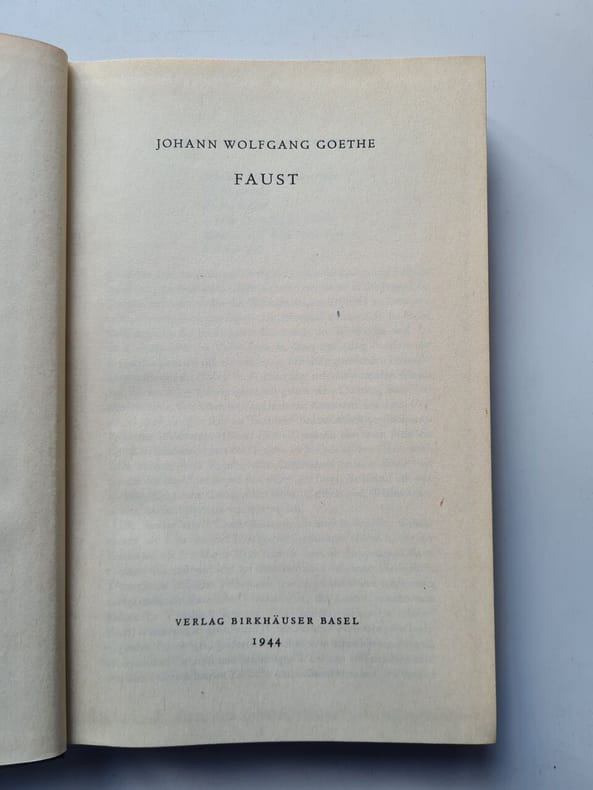 JOHANN WOLFGANG GOETHE
FAUST
VERLAG BIRKHÄUSER BASEL
1944